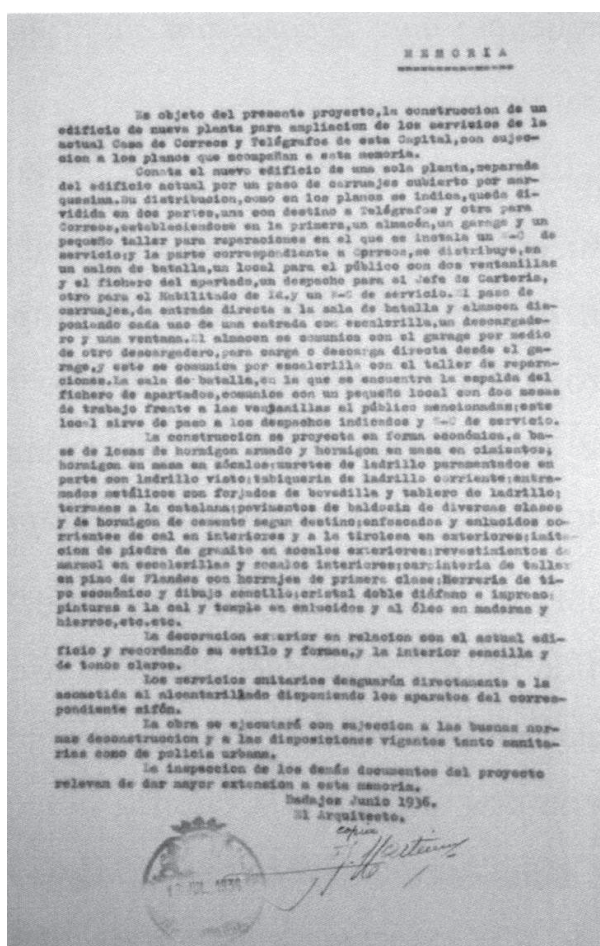 MEMORIA
Es objeto del presente proyecto,la construccion de un
edificio de nueva planta para ampliacion de los servicios de la
actual Casa de Correos y Telégrafos de esta Capital,con sujec-
cion a los planos que acompañan a esta memoria.
Consta el nuevo edificio de una sola planta,separada
del edificio actual por un paso de carruajes cubierto por mar-
quesina.Su distribucion,como en los planos se indica,queda di-
vidida en dos partes,una con destino a Telégrafos y otra para
Correos,estableciendose en la primera,un almacén,un garage y un
pequeño taller para reparaciones en el que se instala un W-C de
servicio;y la parte correspondiente a Correos,se distribuye,en
un salon de batalla,un local para el público con dos ventanillas
y el fichero del apartado,un despacho para el Jefe de Carteria,
otro para el Habilitado de Id.y un W-C de servicio.El paso de
carruajes,da entrada directa a la sala de batalla y almacen dis-
poniendo cada uno de una entrada con escalerilla,un descargade-
ro y una ventana.El almacen se comunica con el garage por medio
de otro descargadero,para carga o descarga directa desde el ga-
rage,y este se comunica por escalerilla con el taller de repara-
ciones.La sala de batalla,en la que se encuentra la espalda del
fichero de apartados,comunica con un pequeño local con dos mesas
de trabajo frente a las ventanillas al público mencionadas;este
local sirve de paso a los despachos indicados y W-C de servicio.
La construccion se proyecta en forma económica,a ba-
se de losas de hormigon armado y hormigon en masa en cimientos;
hormigon en masa en zócalos;muretes de ladrillo paramentados en
parte con ladrillo visto;tabiqueria de ladrillo corriente;entra-
mados metálicos con forjados de bovedilla y tablero de ladrillo;
terrazas a la catalana;pavimentos de baldosin de diversas clases
y de hormigon de cemento segun destino;enfoscados y enlucidos co-
rrientes de cal en interiores y a la tirolesa en exteriores;imita-
cion de piedra de granito en zocalos exteriores;revestimientos de
marmol en escalerillas y zocalos interiores;carpinteria de taller
en pino de Flandes con herrajes de primera clase;Herreria de ti-
po económico y dibujo sencillo;cristal doble diáfano e impreso;
pinturas a la cal y temple en enlucidos y al óleo en maderas y
hierros,etc.etc.
La decoracion exterior en relacion con el actual edi-
ficio y recordando su estilo y formas,y la interior sencilla y
de tonos claros.
Los servicios sanitarios desaguarán directamente a la
acometida al alcantarillado disponiendo los aparatos del corres-
pondiente sifón.
La obra se ejecutará con sujeccion a las buenas nor-
mas deconstruccion y a las disposiciones vigantes tanto sanita-
rias como de policia urbana.
La inspeccion de los demás documentos del proyecto
relevan de dar mayor extension a esta memoria.
Badajoz Junio 1936.
El Arquitecto.
copia